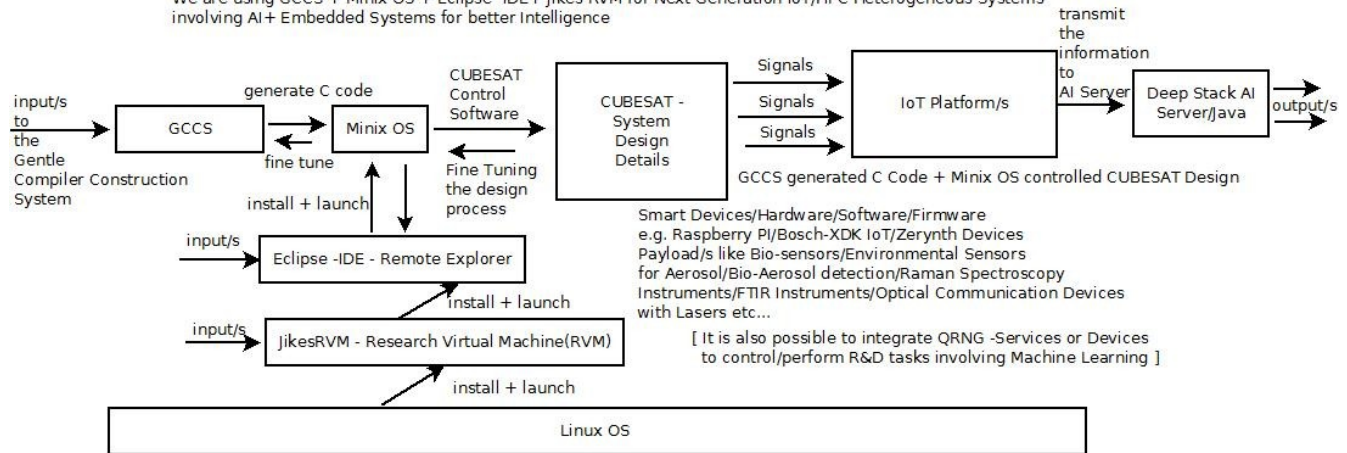 We are using GCCS + Minix OS + Eclipse -IDE+ Jikes RVM for Next Generation IoT/HPC Heterogeneous Systems
involving AI+ Embedded Systems for better Intelligence
transmit
the
information
to
AI Server
input/s
to
the
Gentle
Compiler Construction
System
GCCS
generate C code
fine tune
Minix OS
CUBESAT
Control
Software
Fine Tuning
the design
process
CUBESAT -
System
Design
Details
Signals
Signals
Signals
IoT Platform/s
Deep Stack AI
Server/Java
output/s
GCCS generated C Code + Minix OS controlled CUBESAT Design
install + launch
input/s
Eclipse -IDE - Remote Explorer
Smart Devices/Hardware/Software/Firmware
e.g. Raspberry PI/Bosch-XDK IoT/Zerynth Devices
Payload/s like Bio-sensors/Environmental Sensors
for Aerosol/Bio-Aerosol detection/Raman Spectroscopy
Instruments/FTIR Instruments/Optical Communication Devices
with Lasers etc...
install + launch
input/s
JikesRVM - Research Virtual Machine(RVM)
[ It is also possible to integrate QRNG -Services or Devices
to control/perform R&D tasks involving Machine Learning ]
install + launch
Linux OS